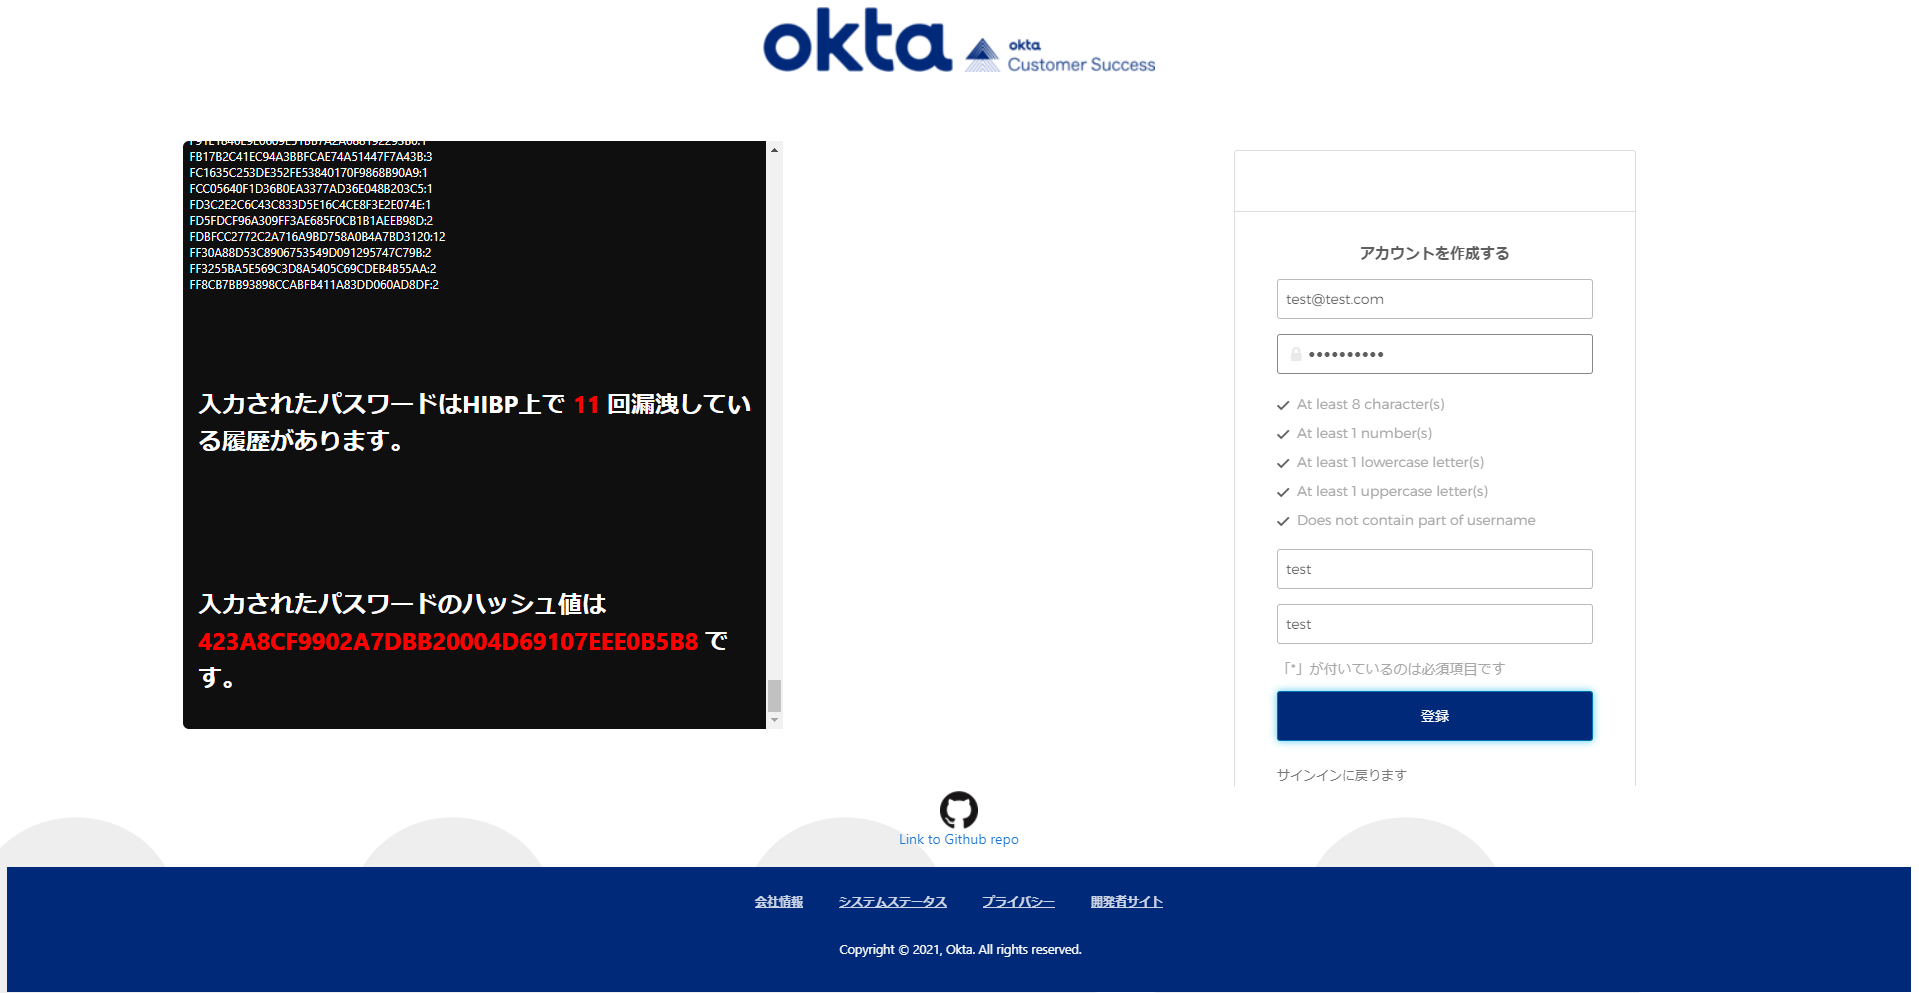 okta
okta
Customer Success
FB17B2C41EC94A3BBFCAE74A51447F7A43B:3
FC1635C253DE352FE53840170F9868B90A9:1
FCC05640F1D36B0EA3377AD36E048B203C5:1
FD3C2E2C6C43C833D5E16C4CE8F3E2E074E:1
FD5FDCF96A309FF3AE685F0CB1B1AEEB98D:2
FDBFCC2772C2A716A9BD758A0B4A7BD3120:12
FF30A88D53C8906753549D091295747C79B:2
FF3255BA5E569C3D8A5405C69CDEB4B55AA:2
FF8CB7BB93898CCABFB411A83DD060AD8DF:2
入力されたパスワードはHIBP上で 11 回漏洩してい
る履歴があります。
入力されたパスワードのハッシュ値は
423A8CF9902A7DBB20004D69107EEE0B5B8 で
す。
アカウントを作成する
test@test.com
••••••••••
At least 8 character(s)
At least 1 number(s)
At least 1 lowercase letter(s)
At least 1 uppercase letter(s)
Does not contain part of username
test
test
「*」が付いているのは必須項目です
登録
サインインに戻ります
Link to Github repo
会社情報 システムステータス プライバシー 開発者サイト
Copyright © 2021, Okta. All rights reserved.